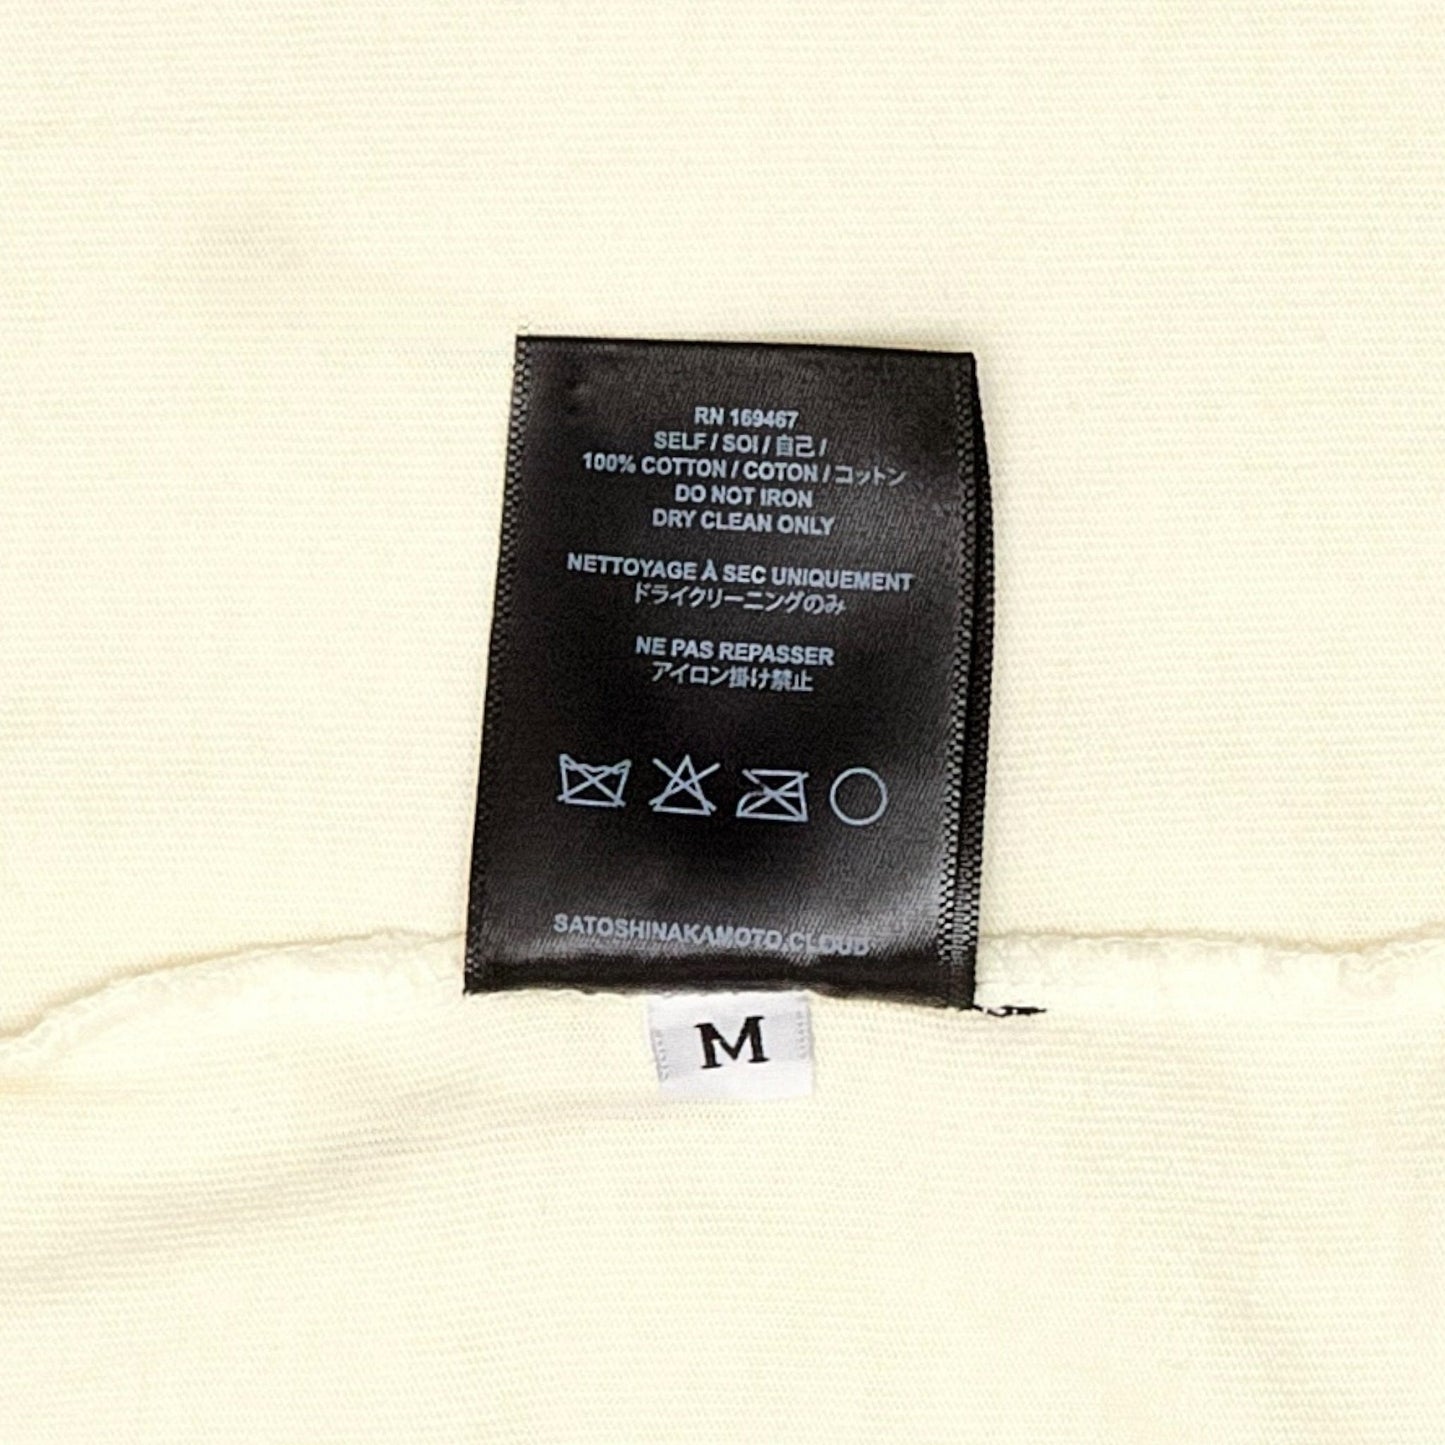 RN 169467
SELF / SOI / 自己 /
100% COTTON / COTON / コットン
DO NOT IRON
DRY CLEAN ONLY
NETTOYAGE À SEC UNIQUEMENT
ドライクリーニングのみ
NE PAS REPASSER
アイロン掛け禁止
SATOSHINAKAMOTO.CLOUD
M